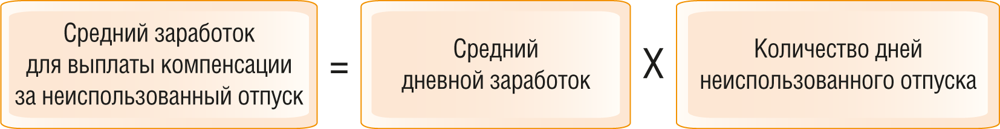 Средний заработок
для выплаты компенсации
за неиспользованный отпуск
=
Средний
дневной заработок
X
Количество дней
неиспользованного отпуска